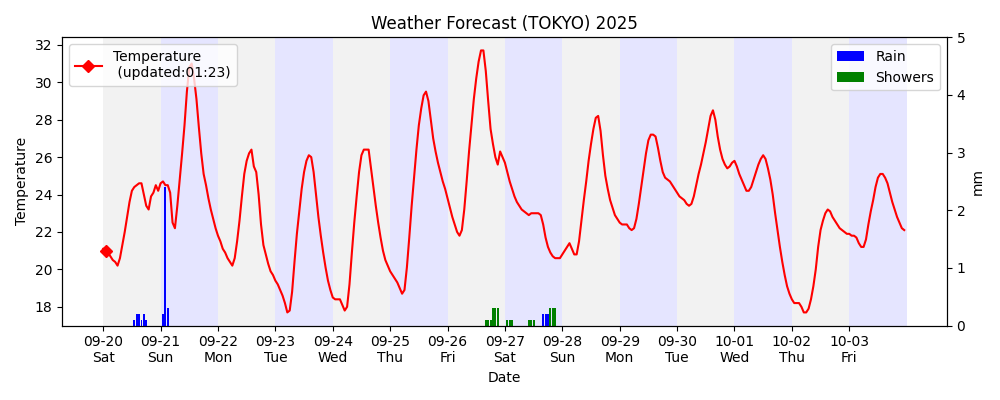 Weather Forecast (TOKYO) 2025
Temperature
(updated:01:23)
Rain
Showers
Temperature
32
30
28
26
24
22
20
18
5
4
3
2
1
0
mm
09-20 09-21 09-22 09-23 09-24 09-25 09-26 09-27 09-28 09-29 09-30 10-01 10-02 10-03
Sat Sun Mon Tue Wed Thu Fri Sat Sun Mon Tue Wed Thu Fri
Date